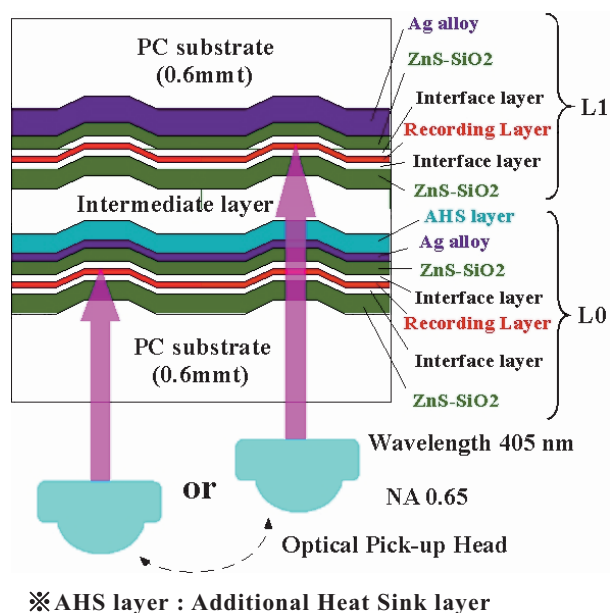 PC substrate
(0.6mmt)
Ag alloy
ZnS-SiO2
Interface layer
Recording Layer
Interface layer
ZnS-SiO2
L1
Intermediate layer
AHS layer
Ag alloy
ZnS-SiO2
Interface layer
Recording Layer
Interface layer
ZnS-SiO2
L0
PC substrate
(0.6mmt)
Wavelength 405 nm
or
NA 0.65
Optical Pick-up Head
※AHS layer : Additional Heat Sink layer